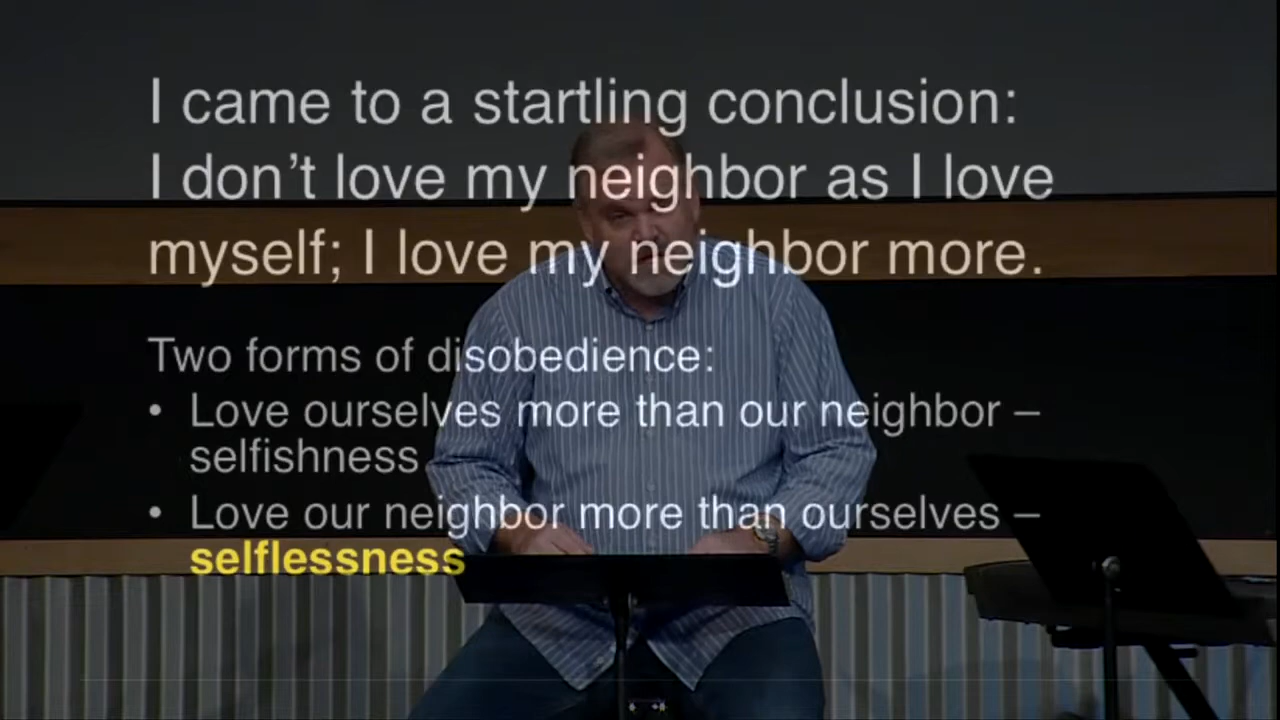 I came to a startling conclusion:
I don’t love my neighbor as I love
myself; I love my neighbor more.
Two forms of disobedience:
• Love ourselves more than our neighbor –
selfishness
• Love our neighbor more than ourselves –
selflessness